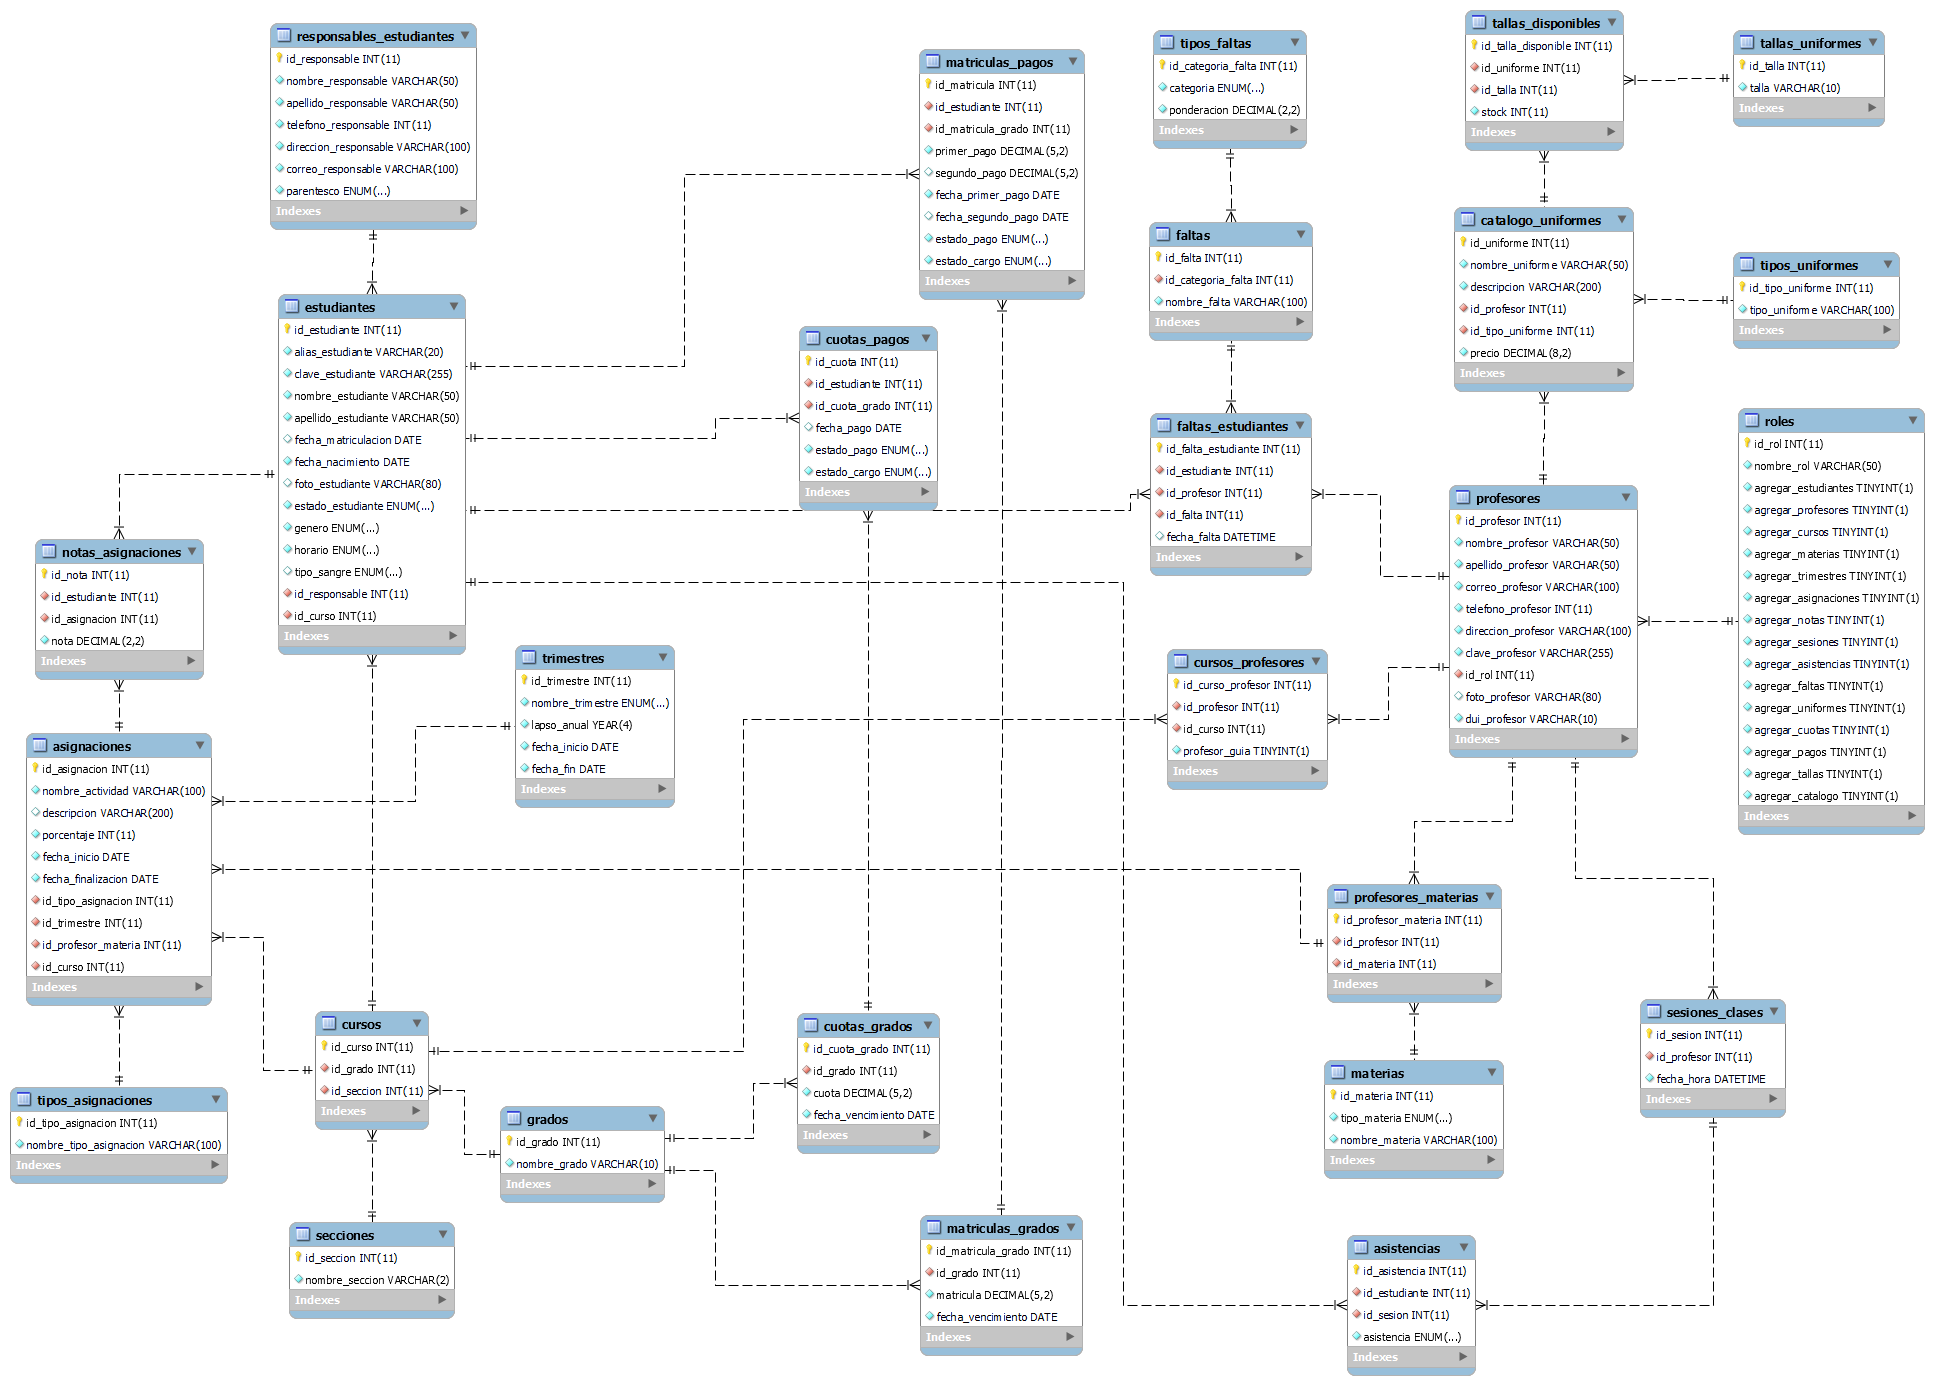 responsables_estudiantes
id_responsable INT(11)
nombre_responsable VARCHAR(50)
apellido_responsable VARCHAR(50)
telefono_responsable INT(11)
direccion_responsable VARCHAR(100)
correo_responsable VARCHAR(100)
parentesco ENUM(...)
Indexes
estudiantes
id_estudiante INT(11)
alias_estudiante VARCHAR(20)
clave_estudiante VARCHAR(255)
nombre_estudiante VARCHAR(50)
apellido_estudiante VARCHAR(50)
fecha_matriculacion DATE
fecha_nacimiento DATE
foto_estudiante VARCHAR(80)
estado_estudiante ENUM(...)
genero ENUM(...)
horario ENUM(...)
tipo_sangre ENUM(...)
id_responsable INT(11)
id_curso INT(11)
Indexes
notas_asignaciones
id_nota INT(11)
id_estudiante INT(11)
id_asignacion INT(11)
nota DECIMAL(2,2)
Indexes
asignaciones
id_asignacion INT(11)
nombre_actividad VARCHAR(100)
descripcion VARCHAR(200)
porcentaje INT(11)
fecha_inicio DATE
fecha_finalizacion DATE
id_tipo_asignacion INT(11)
id_trimestre INT(11)
id_profesor_materia INT(11)
id_curso INT(11)
Indexes
tipos_asignaciones
id_tipo_asignacion INT(11)
nombre_tipo_asignacion VARCHAR(100)
Indexes
trimestres
id_trimestre INT(11)
nombre_trimestre ENUM(...)
lapso_anual YEAR(4)
fecha_inicio DATE
fecha_fin DATE
Indexes
cursos
id_curso INT(11)
id_grado INT(11)
id_seccion INT(11)
Indexes
secciones
id_seccion INT(11)
nombre_seccion VARCHAR(2)
Indexes
grados
id_grado INT(11)
nombre_grado VARCHAR(10)
Indexes
matriculas_pagos
id_matricula INT(11)
id_estudiante INT(11)
id_matricula_grado INT(11)
primer_pago DECIMAL(5,2)
segundo_pago DECIMAL(5,2)
fecha_primer_pago DATE
fecha_segundo_pago DATE
estado_pago ENUM(...)
estado_cargo ENUM(...)
Indexes
cuotas_pagos
id_cuota INT(11)
id_estudiante INT(11)
id_cuota_grado INT(11)
fecha_pago DATE
estado_pago ENUM(...)
estado_cargo ENUM(...)
Indexes
cuotas_grados
id_cuota_grado INT(11)
id_grado INT(11)
cuota DECIMAL(5,2)
fecha_vencimiento DATE
Indexes
matriculas_grados
id_matricula_grado INT(11)
id_grado INT(11)
matricula DECIMAL(5,2)
fecha_vencimiento DATE
Indexes
tipos_faltas
id_categoria_falta INT(11)
categoria ENUM(...)
ponderacion DECIMAL(2,2)
Indexes
faltas
id_falta INT(11)
id_categoria_falta INT(11)
nombre_falta VARCHAR(100)
Indexes
faltas_estudiantes
id_falta_estudiante INT(11)
id_estudiante INT(11)
id_profesor INT(11)
id_falta INT(11)
fecha_falta DATETIME
Indexes
cursos_profesores
id_curso_profesor INT(11)
id_profesor INT(11)
id_curso INT(11)
profesor_guia TINYINT(1)
Indexes
tallas_disponibles
id_talla_disponible INT(11)
id_uniforme INT(11)
id_talla INT(11)
stock INT(11)
Indexes
tallas_uniformes
id_talla INT(11)
talla VARCHAR(10)
Indexes
catalogo_uniformes
id_uniforme INT(11)
nombre_uniforme VARCHAR(50)
descripcion VARCHAR(200)
id_profesor INT(11)
id_tipo_uniforme INT(11)
precio DECIMAL(8,2)
Indexes
tipos_uniformes
id_tipo_uniforme INT(11)
tipo_uniforme VARCHAR(100)
Indexes
profesores
id_profesor INT(11)
nombre_profesor VARCHAR(50)
apellido_profesor VARCHAR(50)
correo_profesor VARCHAR(100)
telefono_profesor INT(11)
direccion_profesor VARCHAR(100)
clave_profesor VARCHAR(255)
id_rol INT(11)
foto_profesor VARCHAR(80)
dui_profesor VARCHAR(10)
Indexes
roles
id_rol INT(11)
nombre_rol VARCHAR(50)
agregar_estudiantes TINYINT(1)
agregar_profesores TINYINT(1)
agregar_cursos TINYINT(1)
agregar_materias TINYINT(1)
agregar_trimestres TINYINT(1)
agregar_asignaciones TINYINT(1)
agregar_notas TINYINT(1)
agregar_sesiones TINYINT(1)
agregar_asistencias TINYINT(1)
agregar_faltas TINYINT(1)
agregar_uniformes TINYINT(1)
agregar_cuotas TINYINT(1)
agregar_pagos TINYINT(1)
agregar_tallas TINYINT(1)
agregar_catalogo TINYINT(1)
Indexes
profesores_materias
id_profesor_materia INT(11)
id_profesor INT(11)
id_materia INT(11)
Indexes
materias
id_materia INT(11)
tipo_materia ENUM(...)
nombre_materia VARCHAR(100)
Indexes
sesiones_clases
id_sesion INT(11)
id_profesor INT(11)
fecha_hora DATETIME
Indexes
asistencias
id_asistencia INT(11)
id_estudiante INT(11)
id_sesion INT(11)
asistencia ENUM(...)
Indexes